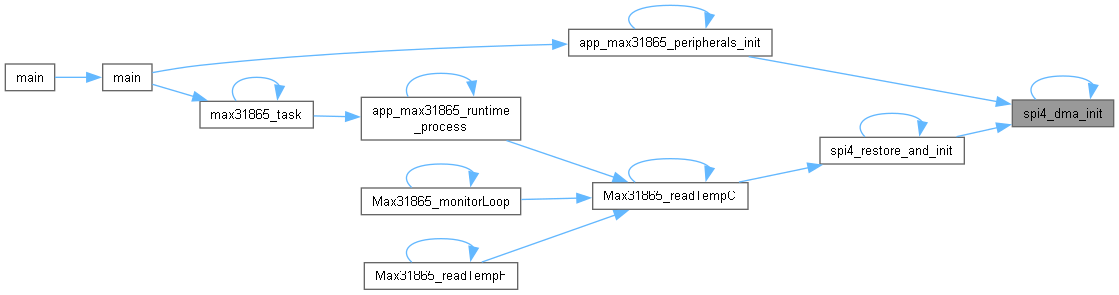 app_max31865_peripherals_init
main
main
spi4_dma_init
max31865_task
app_max31865_runtime
_process
spi4_restore_and_init
Max31865_monitorLoop
Max31865_readTempC
Max31865_readTempF